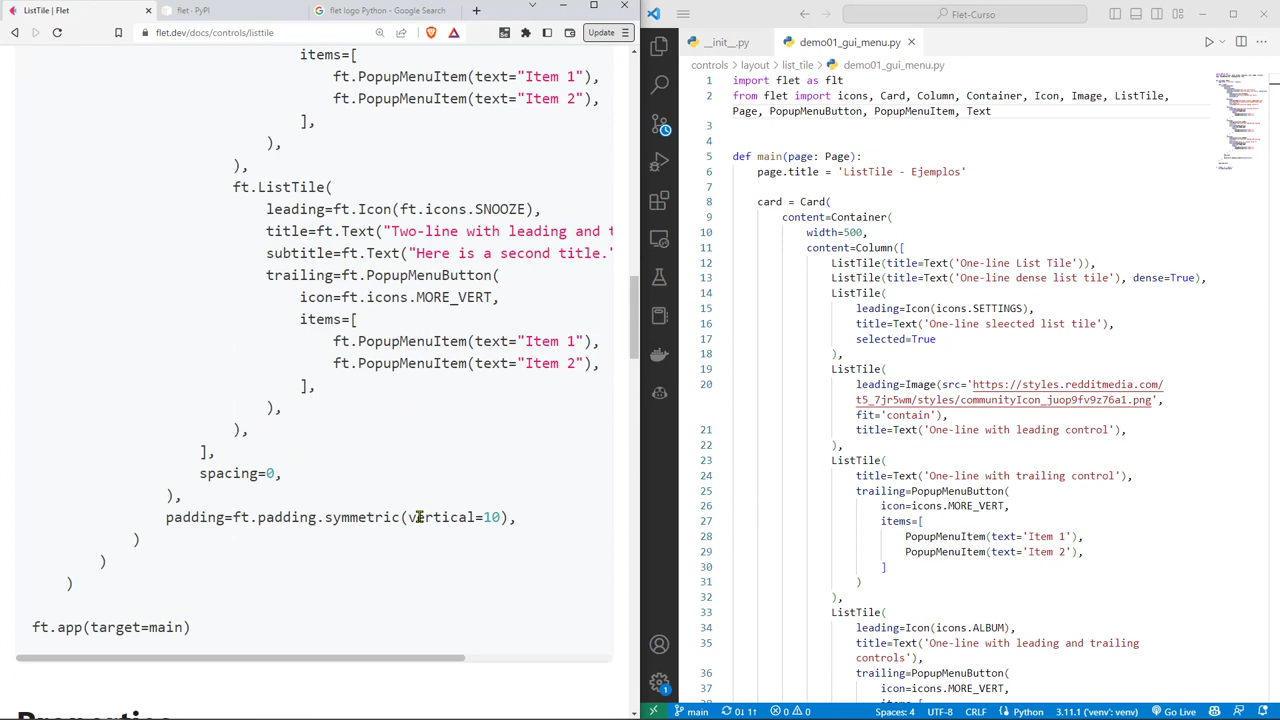 ListTile | Flet
flet · PyPI
flet logo Python - Google Search
flet.dev/docs/controls/listtile
Update
items=[
ft.PopupMenuItem(text="Item 1"),
ft.PopupMenuItem(text="Item 2"),
],
),
),
ft.ListTile(
leading=ft.Icon(ft.icons.SNOOZE),
title=ft.Text("Two-line with leading and t
subtitle=ft.Text("Here is a second title."
trailing=ft.PopupMenuButton(
icon=ft.icons.MORE_VERT,
items=[
ft.PopupMenuItem(text="Item 1"),
ft.PopupMenuItem(text="Item 2"),
],
),
),
],
spacing=0,
),
padding=ft.padding.symmetric(vertical=10),
)
)
)
ft.app(target=main)
Flet-Curso
__init__.py
demo01_gui_menu.py
controls > layout > list_tile > demo01_gui_menu.py
1 import flet as flt
2 from flet import icons, Card, Column, Container, Icon, Image, ListTile,
Page, PopupMenuButton, PopupMenuItem, Text
3
4
5 def main(page: Page):
6 page.title = 'ListTile - Ejemplos'
7
8 card = Card(
9 content=Container(
10 width=500,
11 content=Column([
12 ListTile(title=Text('One-line List Tile')),
13 ListTile(title=Text('One-line dense list tile'), dense=True),
14 ListTile(
15 leading=Icon(icons.SETTINGS),
16 title=Text('One-line sleected list tile'),
17 selected=True
18 ),
19 ListTile(
20 leading=Image(src='https://styles.redditmedia.com/
t5_7jr5wm/styles/communityIcon_juop9fv9z76a1.png',
fit='contain'),
21 title=Text('One-line with leading control'),
22 ),
23 ListTile(
24 title=Text('One-line with trailing control'),
25 trailing=PopupMenuButton(
26 icon=icons.MORE_VERT,
27 items=[
28 PopupMenuItem(text='Item 1'),
29 PopupMenuItem(text='Item 2'),
30 ]
31 )
32 ),
33 ListTile(
34 leading=Icon(icons.ALBUM),
35 title=Text('One-line with leading and trailing
controls'),
36 trailing=PopupMenuButton(
37 icon=icons.MORE_VERT,
1
main
0↓ 1↑
0 0
Spaces: 4
UTF-8
CRLF
Python
3.11.1 ('venv': venv)
Go Live